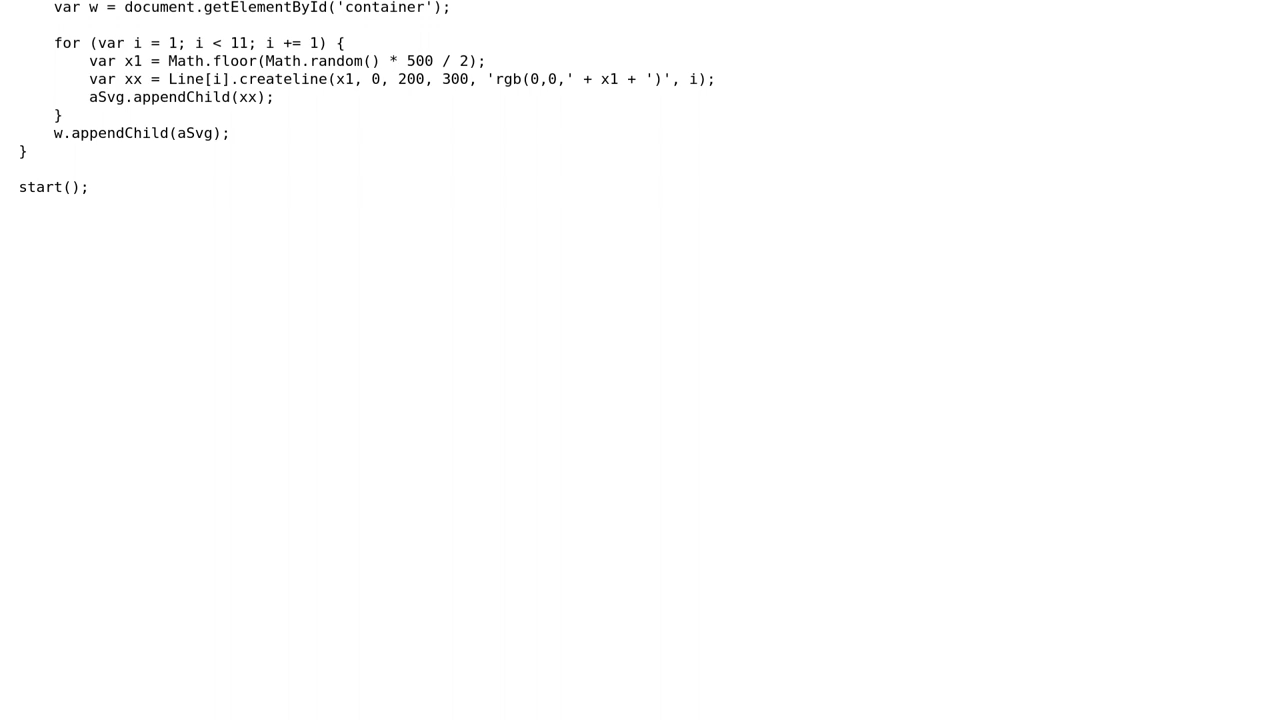 var w = document.getElementById('container');
for (var i = 1; i < 11; i += 1) {
var x1 = Math.floor(Math.random() * 500 / 2);
var xx = Line[i].createline(x1, 0, 200, 300, 'rgb(0,0,' + x1 + ')', i);
aSvg.appendChild(xx);
}
w.appendChild(aSvg);
}
start();